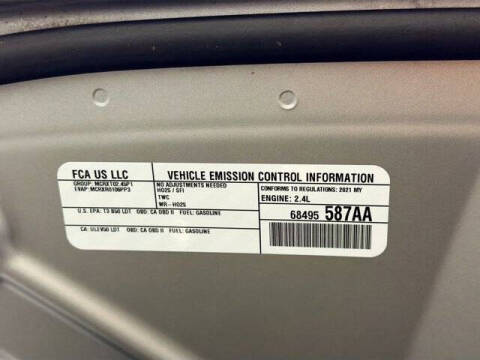 FCA US LLC
GROUP: MCRXT02.45P1
EVAP: MCRXR0106PP3
VEHICLE EMISSION CONTROL INFORMATION
NO ADJUSTMENTS NEEDED
HO2S / SFI
TWC
WR-HO2S
CONFORMS TO REGULATIONS: 2021 MY
ENGINE: 2.4L
U.S. EPA: T3 B50 LDT OBD: CA OBD II FUEL: GASOLINE
68495 587AA
CA: ULEV50 LDT OBD: CA OBD II FUEL: GASOLINE